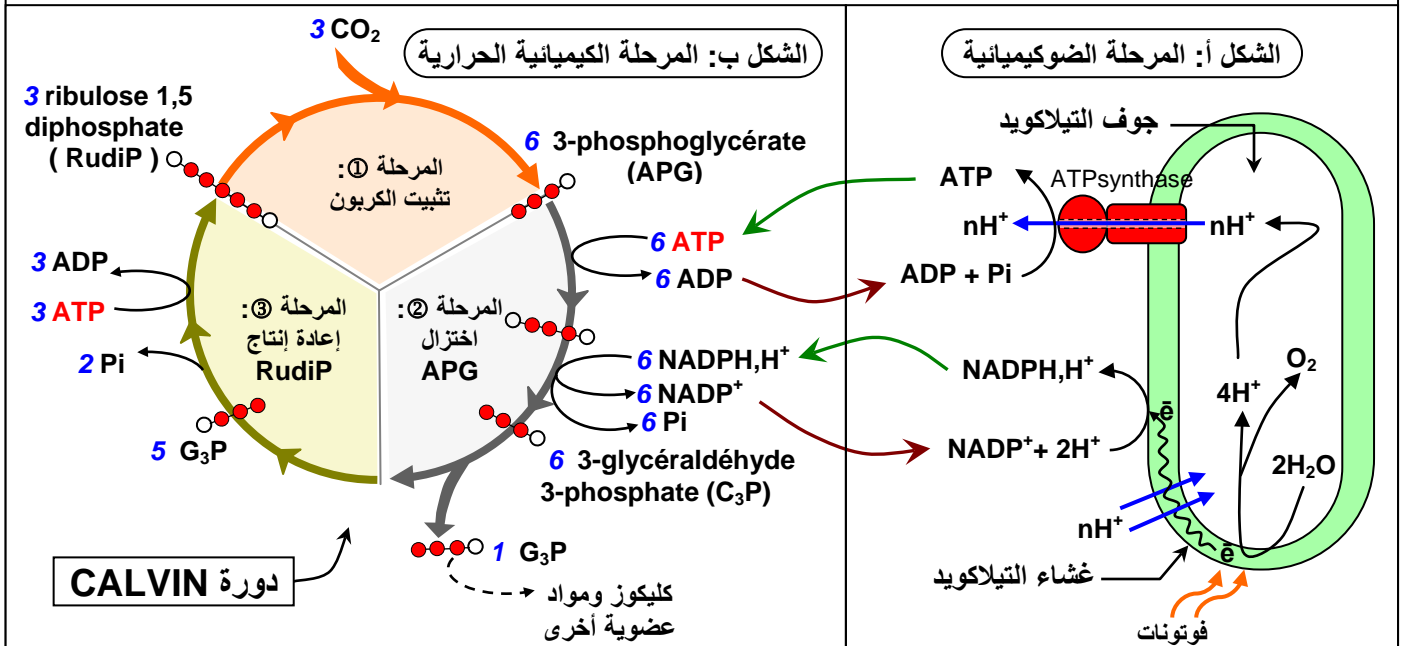 الشكل أ: المرحلة الضوكيميائية
جوف التيلاكويد
ATP
ATPsynthase
nH⁺
nH⁺
ADP + Pi
NADPH,H⁺
ē
4H⁺
O₂
NADP⁺+ 2H⁺
2H₂O
nH⁺
ē
غشاء التيلاكويد
فوتونات
الشكل ب: المرحلة الكيميائية الحرارية
3 CO₂
3 ribulose 1,5
diphosphate
( RudiP )
6 3-phosphoglycérate
(APG)
المرحلة ①:
تثبيت الكربون
6 ATP
6 ADP
3 ADP
3 ATP
2 Pi
المرحلة ③:
إعادة إنتاج
RudiP
المرحلة ②:
اختزال
APG
6 NADPH,H⁺
6 NADP⁺
6 Pi
5 G₃P
6 3-glycéraldéhyde
3-phosphate (C₃P)
1 G₃P
دورة CALVIN
كليكوز ومواد
عضوية أخرى